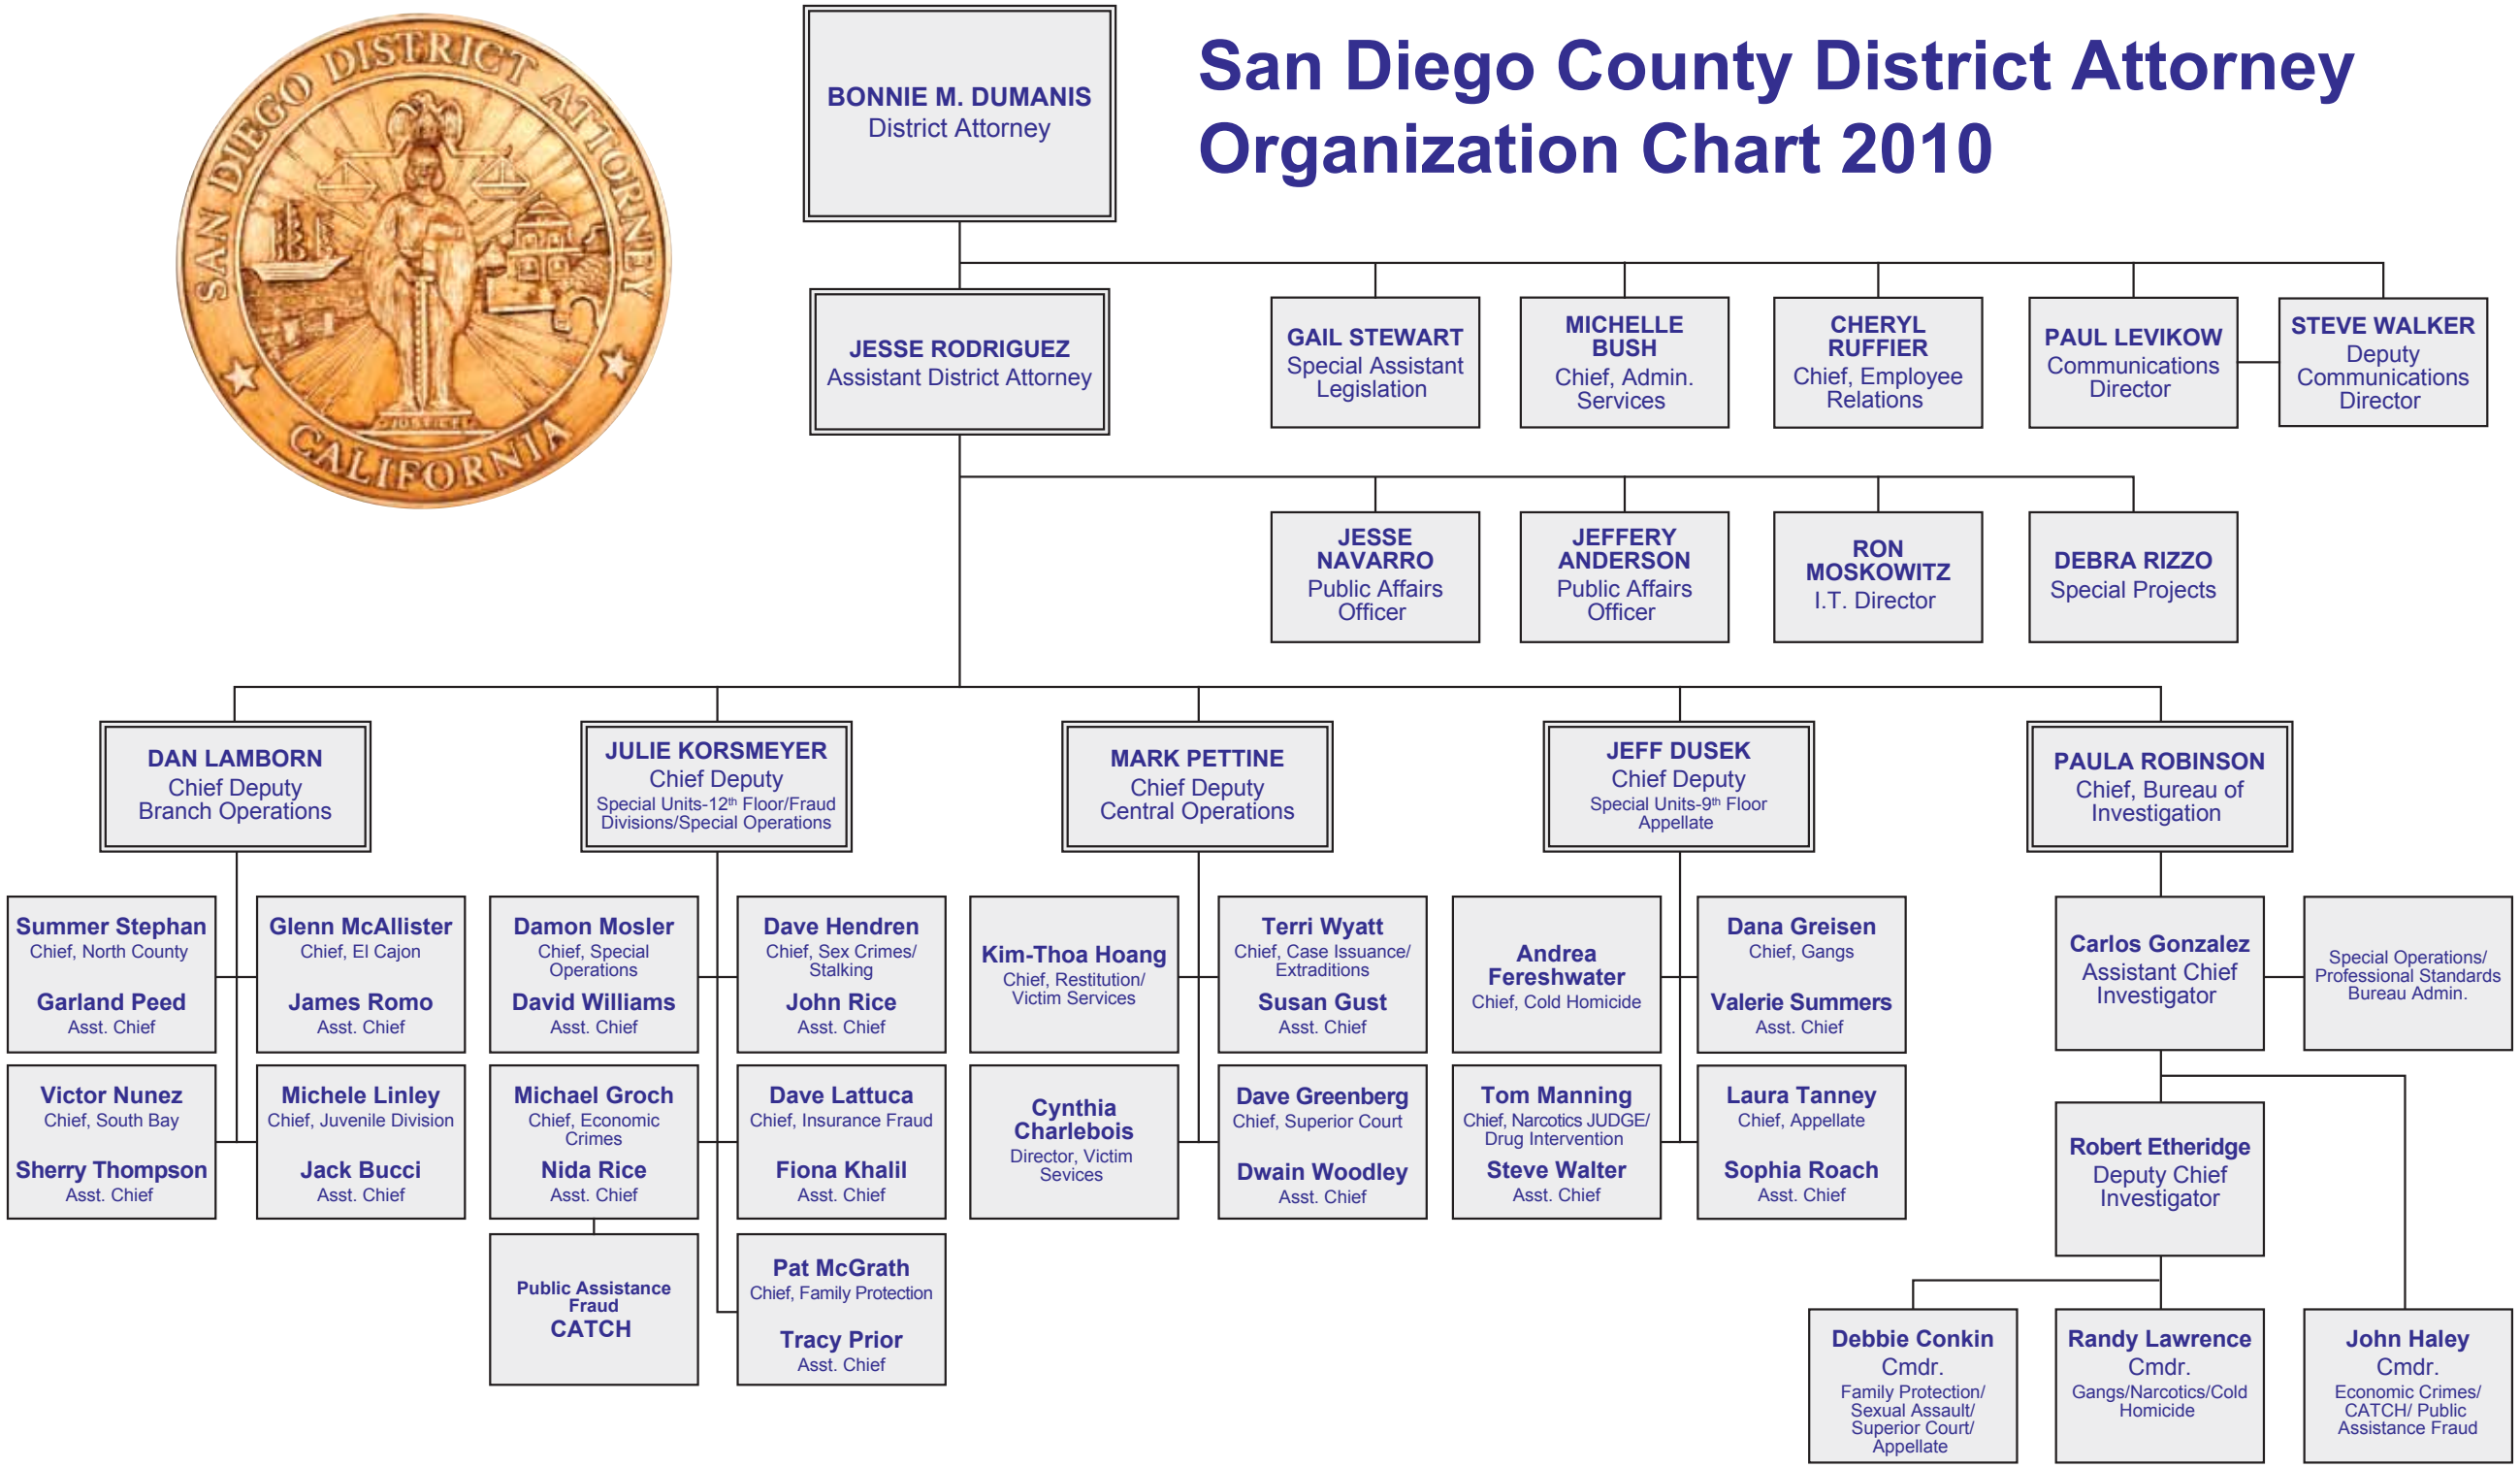 SAN DIEGO DISTRICT ATTORNEY
CALIFORNIA
JUSTICE
San Diego County District Attorney
Organization Chart 2010
BONNIE M. DUMANIS
District Attorney
JESSE RODRIGUEZ
Assistant District Attorney
GAIL STEWART
Special Assistant
Legislation
MICHELLE
BUSH
Chief, Admin.
Services
CHERYL
RUFFIER
Chief, Employee
Relations
PAUL LEVIKOW
Communications
Director
STEVE WALKER
Deputy
Communications
Director
JESSE
NAVARRO
Public Affairs
Officer
JEFFERY
ANDERSON
Public Affairs
Officer
RON
MOSKOWITZ
I.T. Director
DEBRA RIZZO
Special Projects
DAN LAMBORN
Chief Deputy
Branch Operations
JULIE KORSMEYER
Chief Deputy
Special Units-12th Floor/Fraud
Divisions/Special Operations
MARK PETTINE
Chief Deputy
Central Operations
JEFF DUSEK
Chief Deputy
Special Units-9th Floor
Appellate
PAULA ROBINSON
Chief, Bureau of
Investigation
Summer Stephan
Chief, North County
Garland Peed
Asst. Chief
Glenn McAllister
Chief, El Cajon
James Romo
Asst. Chief
Damon Mosler
Chief, Special
Operations
David Williams
Asst. Chief
Dave Hendren
Chief, Sex Crimes/
Stalking
John Rice
Asst. Chief
Kim-Thoa Hoang
Chief, Restitution/
Victim Services
Terri Wyatt
Chief, Case Issuance/
Extraditions
Susan Gust
Asst. Chief
Andrea
Fereshwater
Chief, Cold Homicide
Dana Greisen
Chief, Gangs
Valerie Summers
Asst. Chief
Carlos Gonzalez
Assistant Chief
Investigator
Special Operations/
Professional Standards
Bureau Admin.
Victor Nunez
Chief, South Bay
Sherry Thompson
Asst. Chief
Michele Linley
Chief, Juvenile Division
Jack Bucci
Asst. Chief
Michael Groch
Chief, Economic
Crimes
Nida Rice
Asst. Chief
Dave Lattuca
Chief, Insurance Fraud
Fiona Khalil
Asst. Chief
Cynthia
Charlebois
Director, Victim
Sevices
Dave Greenberg
Chief, Superior Court
Dwain Woodley
Asst. Chief
Tom Manning
Chief, Narcotics JUDGE/
Drug Intervention
Steve Walter
Asst. Chief
Laura Tanney
Chief, Appellate
Sophia Roach
Asst. Chief
Robert Etheridge
Deputy Chief
Investigator
Public Assistance
Fraud
CATCH
Pat McGrath
Chief, Family Protection
Tracy Prior
Asst. Chief
Debbie Conkin
Cmdr.
Family Protection/
Sexual Assault/
Superior Court/
Appellate
Randy Lawrence
Cmdr.
Gangs/Narcotics/Cold
Homicide
John Haley
Cmdr.
Economic Crimes/
CATCH/ Public
Assistance Fraud